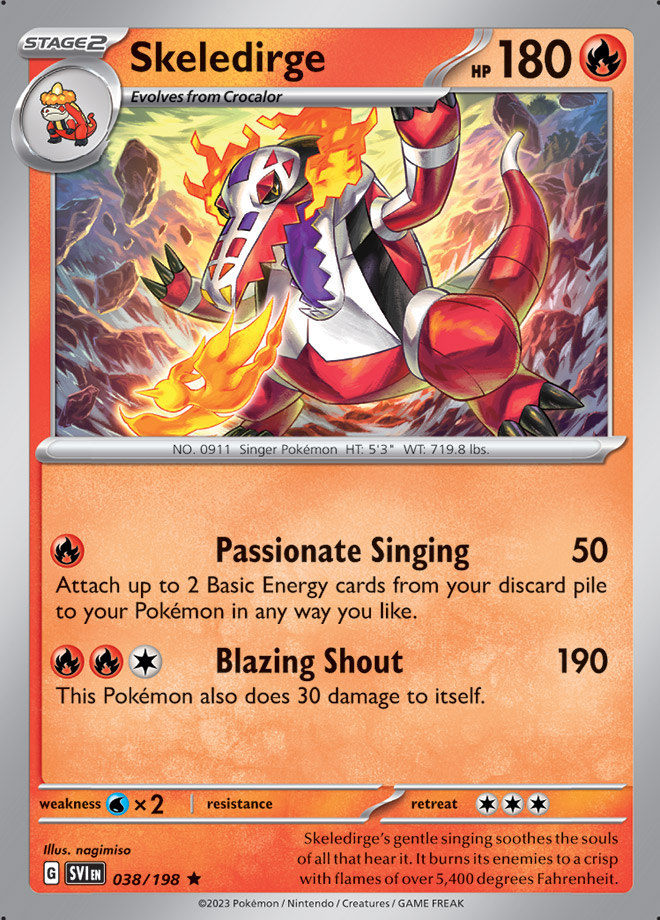 STAGE2
Skeledirge
HP 180
Evolves from Crocalor
NO. 0911 Singer Pokémon HT: 5'3" WT: 719.8 lbs.
Passionate Singing 50
Attach up to 2 Basic Energy cards from your discard pile
to your Pokémon in any way you like.
Blazing Shout 190
This Pokémon also does 30 damage to itself.
weakness ×2 resistance retreat
Skeledirge's gentle singing soothes the souls
of all that hear it. It burns its enemies to a crisp
with flames of over 5,400 degrees Fahrenheit.
Illus. nagimiso
G SVI EN 038/198 ★
©2023 Pokémon / Nintendo / Creatures / GAME FREAK